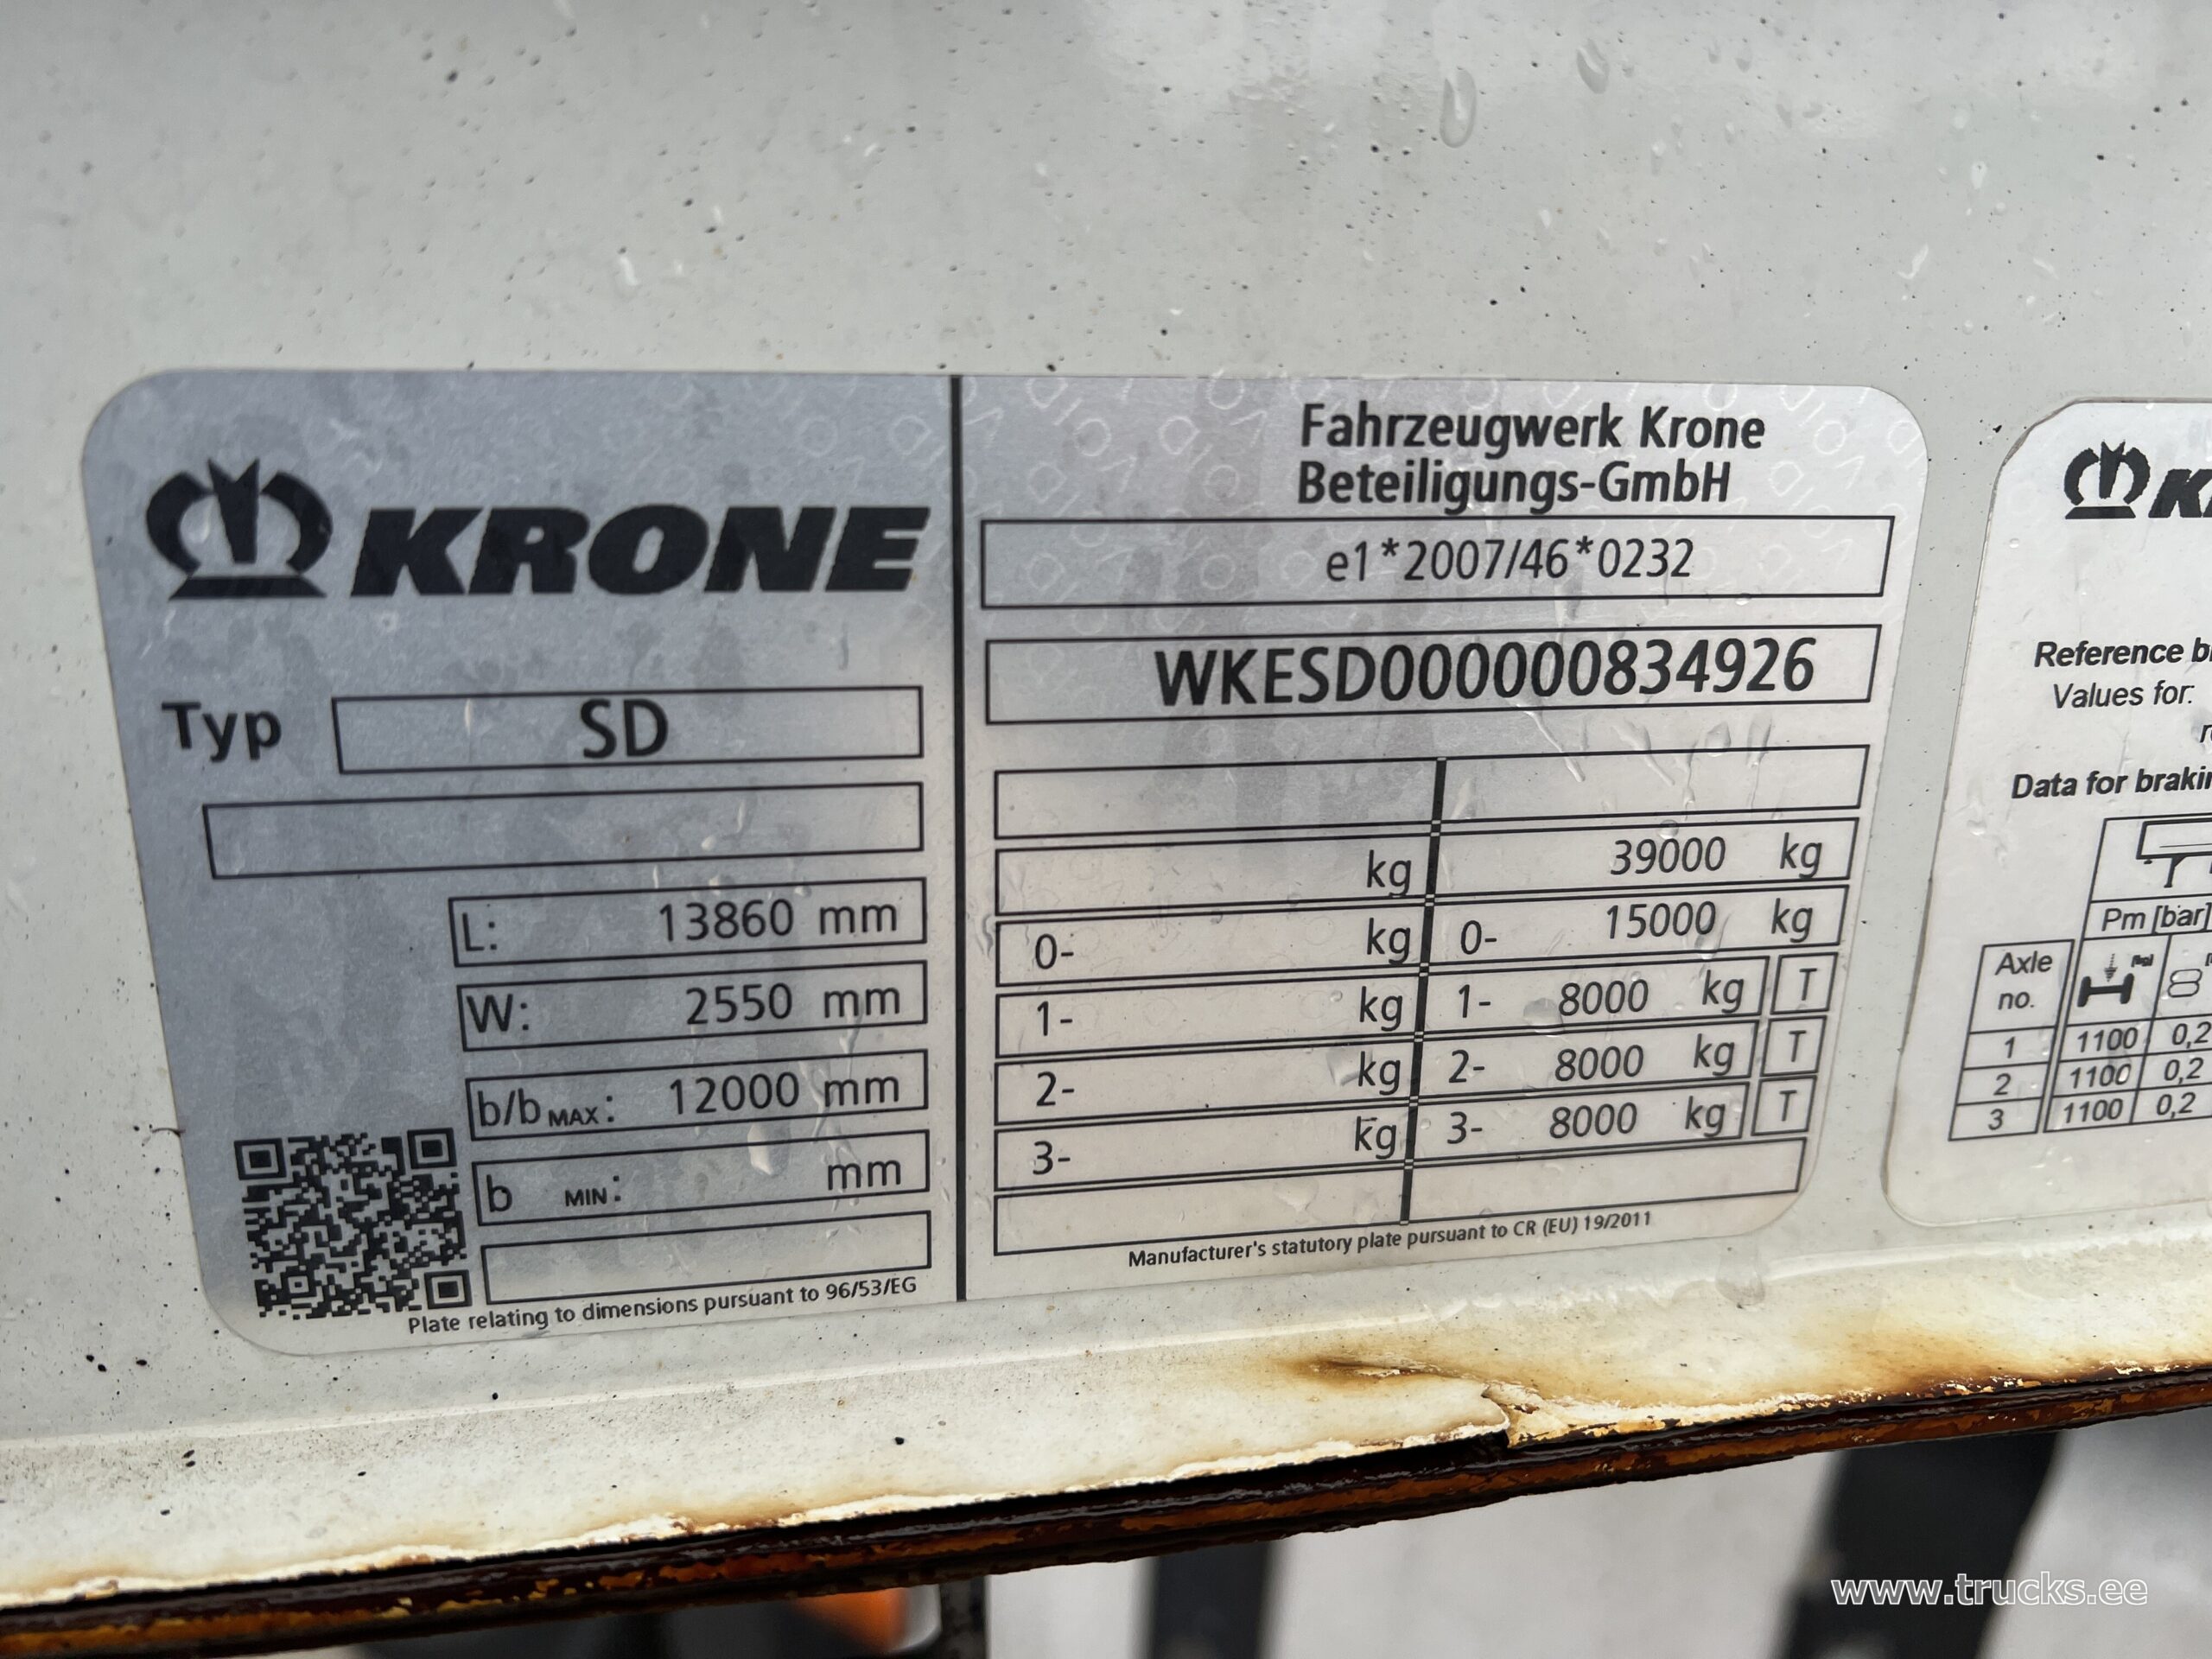 KRONE
Typ SD
L: 13860 mm
W: 2550 mm
b/b MAX: 12000 mm
b MIN: mm
Plate relating to dimensions pursuant to 96/53/EG
Fahrzeugwerk Krone
Beteiligungs-GmbH
e1*2007/46*0232
WKESD000000834926
kg 39000 kg
0- kg 0- 15000 kg
1- kg 1- 8000 kg T
2- kg 2- 8000 kg T
3- kg 3- 8000 kg T
Manufacturer's statutory plate pursuant to CR (EU) 19/2011
Reference
Values for:
Data for
Pm [bar]
Axle
no.
1 1100 0,2
2 1100 0,2
3 1100 0,2
www.trucks.ee